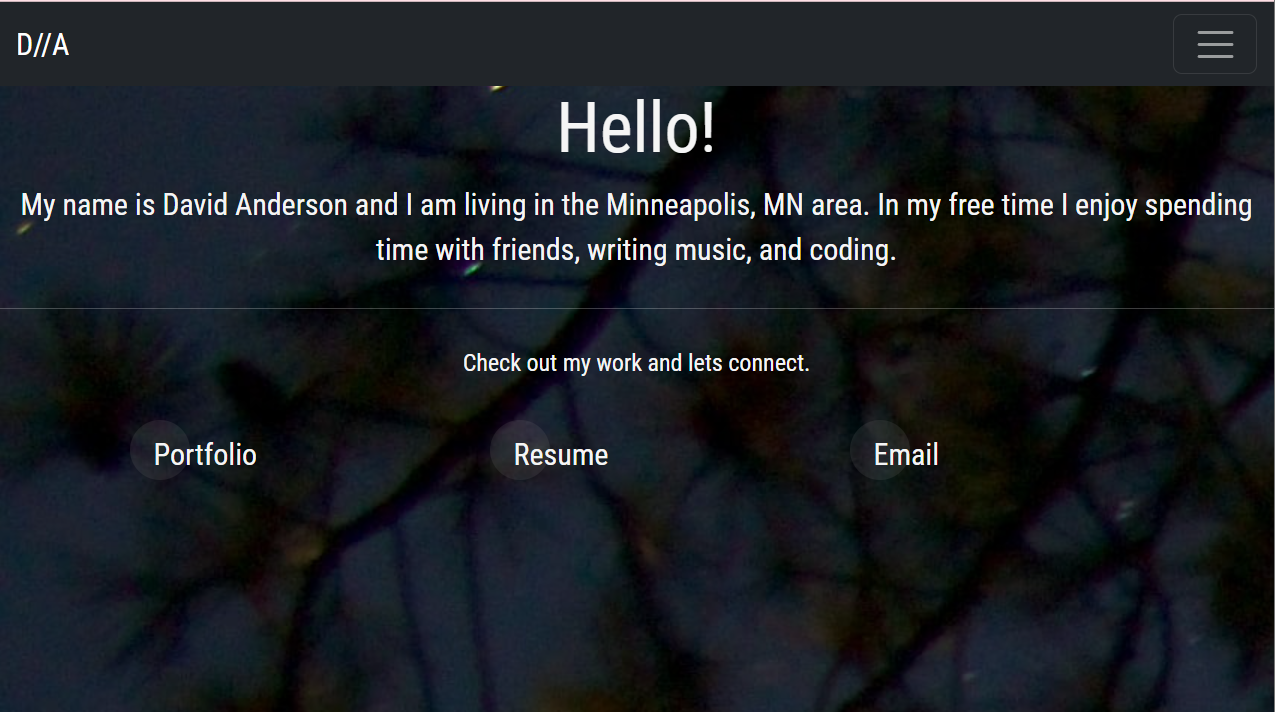 D//A
Hello!
My name is David Anderson and I am living in the Minneapolis, MN area. In my free time I enjoy spending
time with friends, writing music, and coding.
Check out my work and lets connect.
Portfolio
Resume
Email